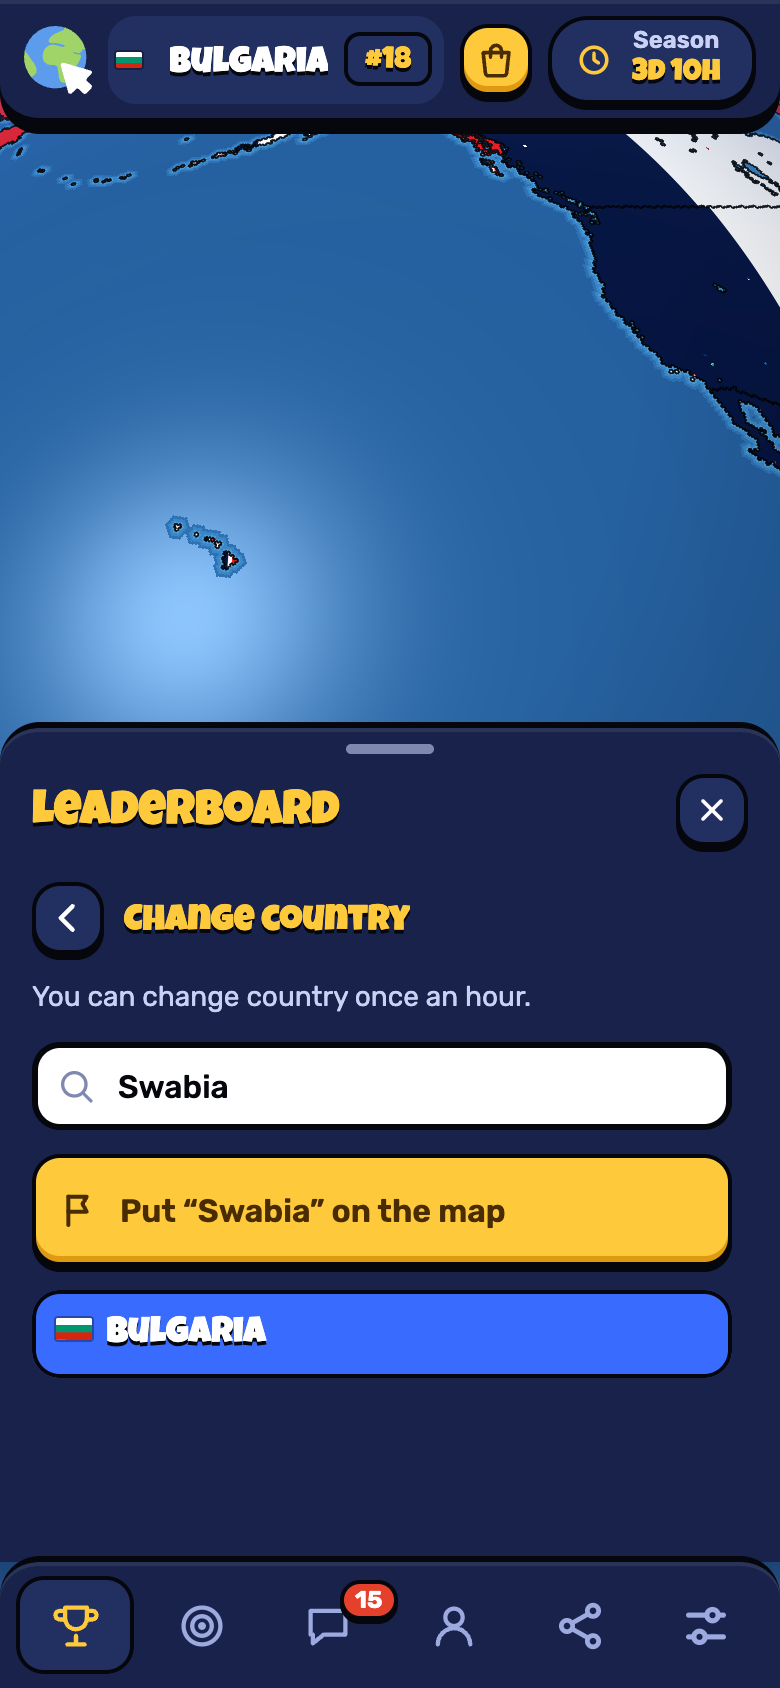 BULGARIA
#18
Season
3D 10H
LEADERBOARD
CHANGE COUNTRY
You can change country once an hour.
Swabia
Put “Swabia” on the map
BULGARIA
15